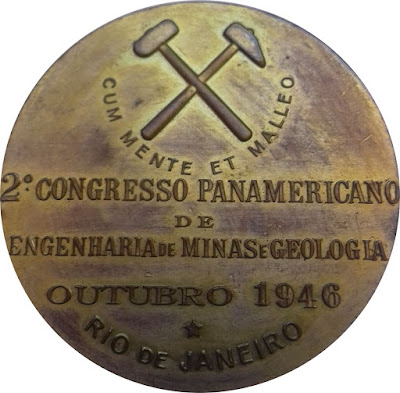 CUM MENTE ET MALLEO
2º CONGRESSO PANAMERICANO
DE
ENGENHARIA DE MINAS E GEOLOGIA
OUTUBRO 1946
RIO DE JANEIRO